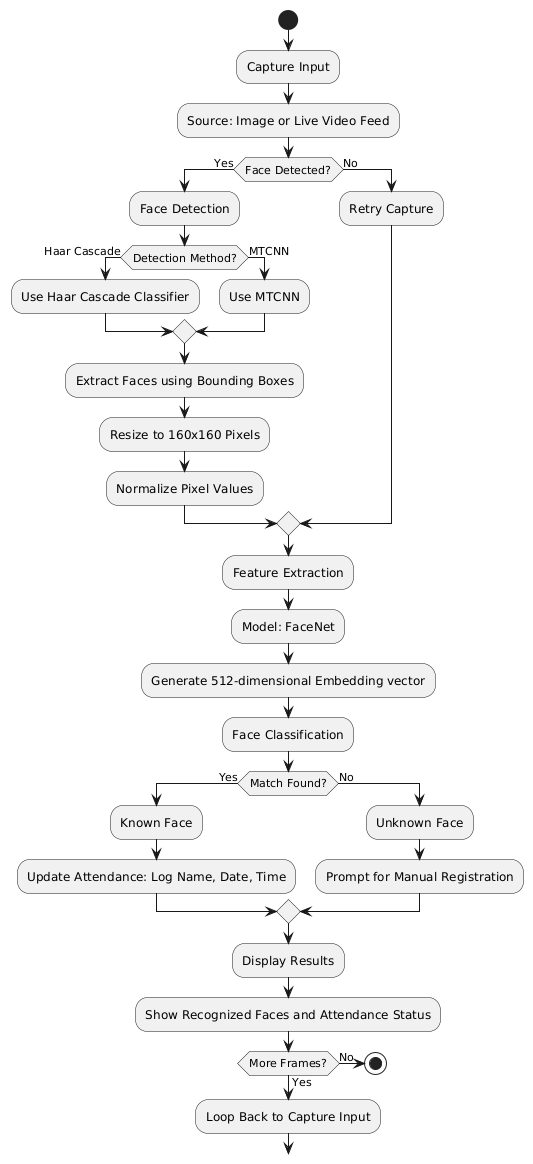 Capture Input
Source: Image or Live Video Feed
Yes
Face Detected?
No
Face Detection
Retry Capture
Haar Cascade
Detection Method?
MTCNN
Use Haar Cascade Classifier
Use MTCNN
Extract Faces using Bounding Boxes
Resize to 160x160 Pixels
Normalize Pixel Values
Feature Extraction
Model: FaceNet
Generate 512-dimensional Embedding vector
Face Classification
Yes
Match Found?
No
Known Face
Unknown Face
Update Attendance: Log Name, Date, Time
Prompt for Manual Registration
Display Results
Show Recognized Faces and Attendance Status
More Frames?
No
Yes
Loop Back to Capture Input